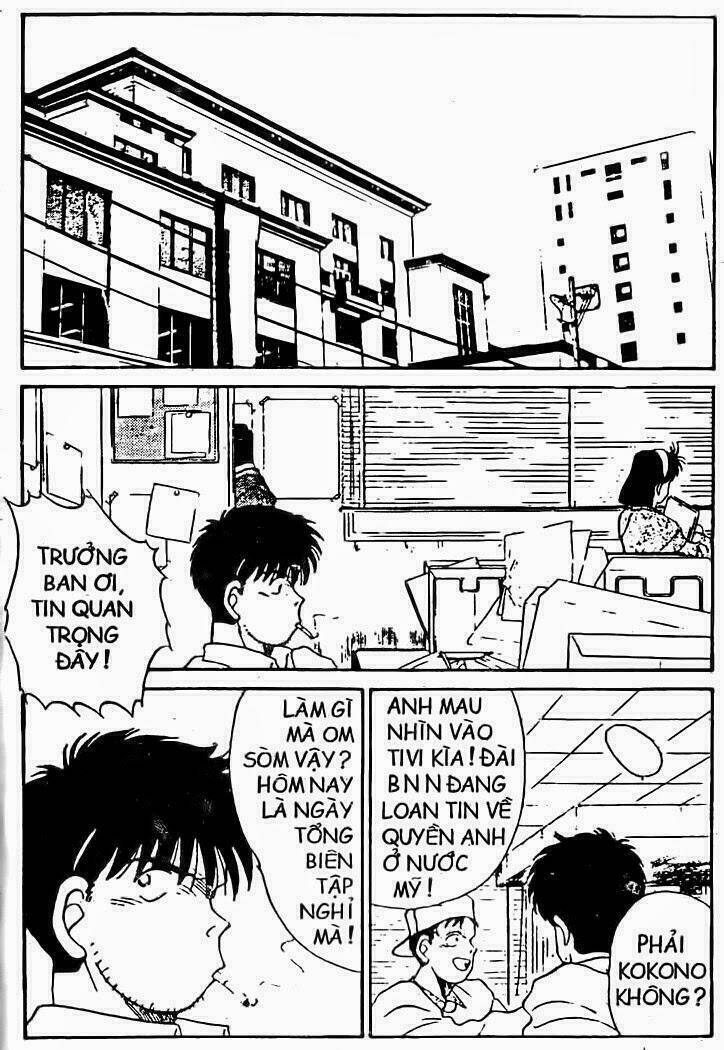 TRƯỞNG
BAN ƠI,
TIN QUAN
TRỌNG
ĐÂY!
LÀM GÌ
MÀ OM
SÒM VẬY?
HÔM NAY
LÀ NGÀY
TỔNG
BIÊN
TẬP
NGHỈ
MÀ!
ANH MAU
NHÌN VÀO
TIVI KÌA! ĐÀI
BNN ĐANG
LOAN TIN VỀ
QUYỀN ANH
Ở NƯỚC
MỸ!
PHẢI
KOKONO
KHÔNG?